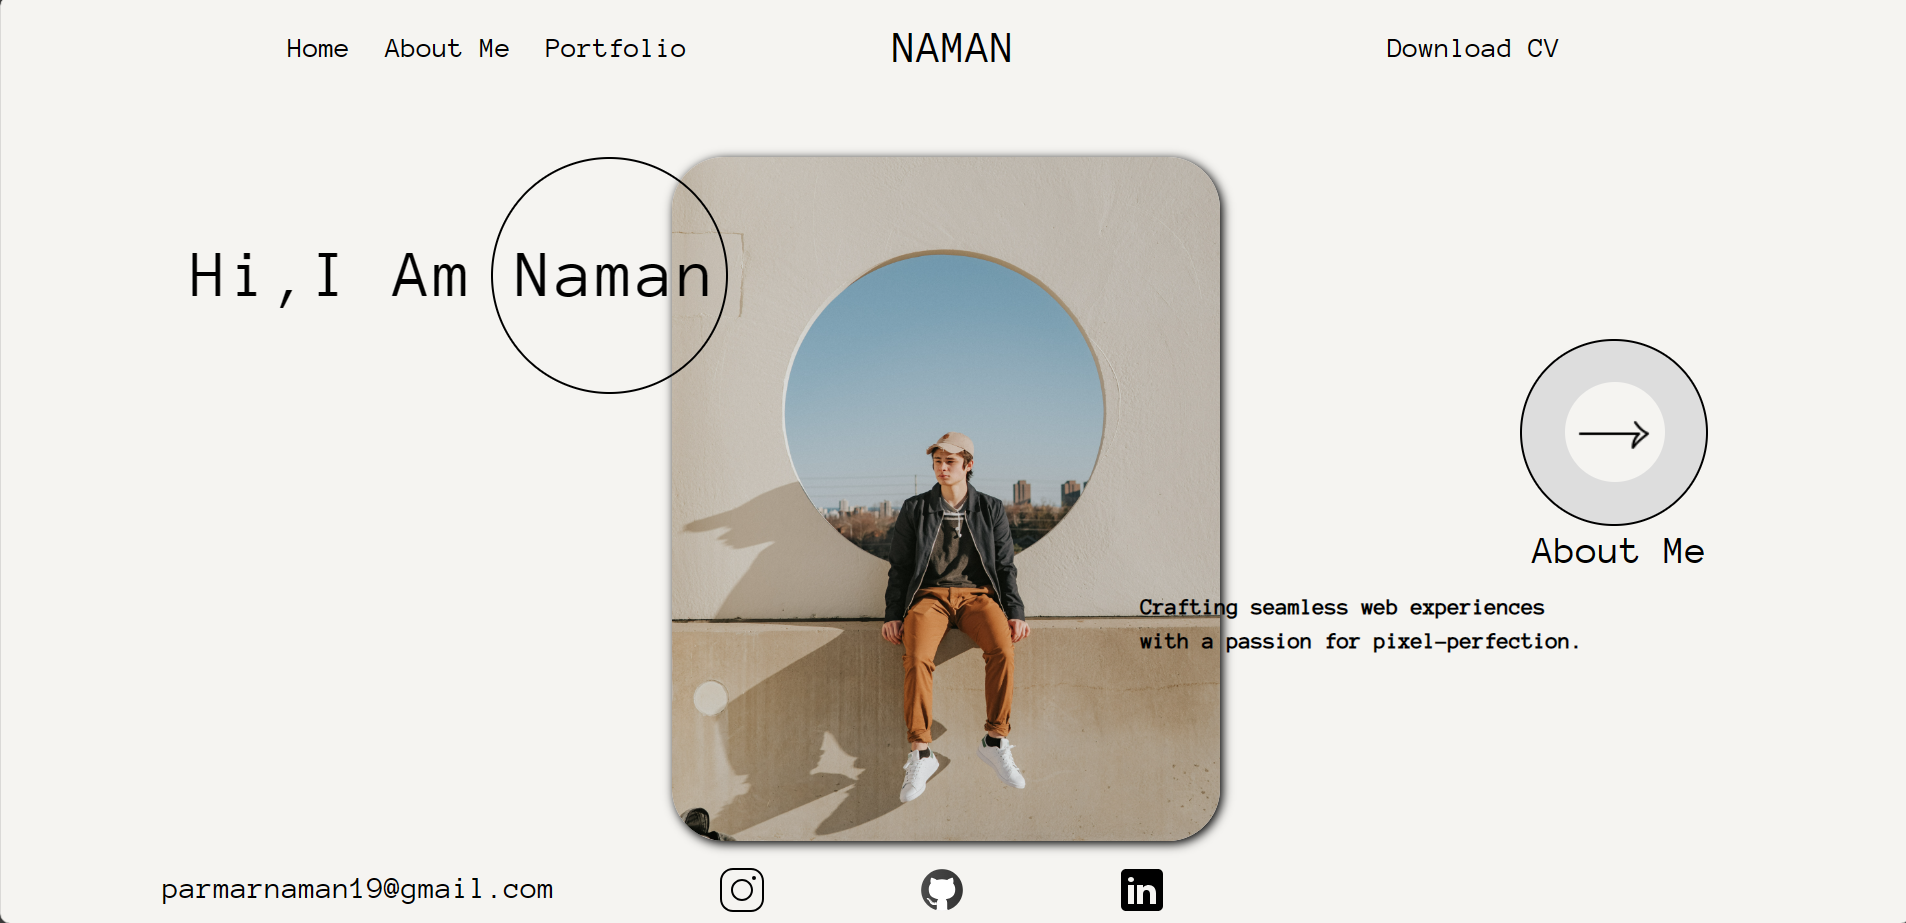 Home About Me Portfolio NAMAN Download CV
Hi,I Am Naman
About Me
Crafting seamless web experiences
with a passion for pixel-perfection.
parmarnaman19@gmail.com
in